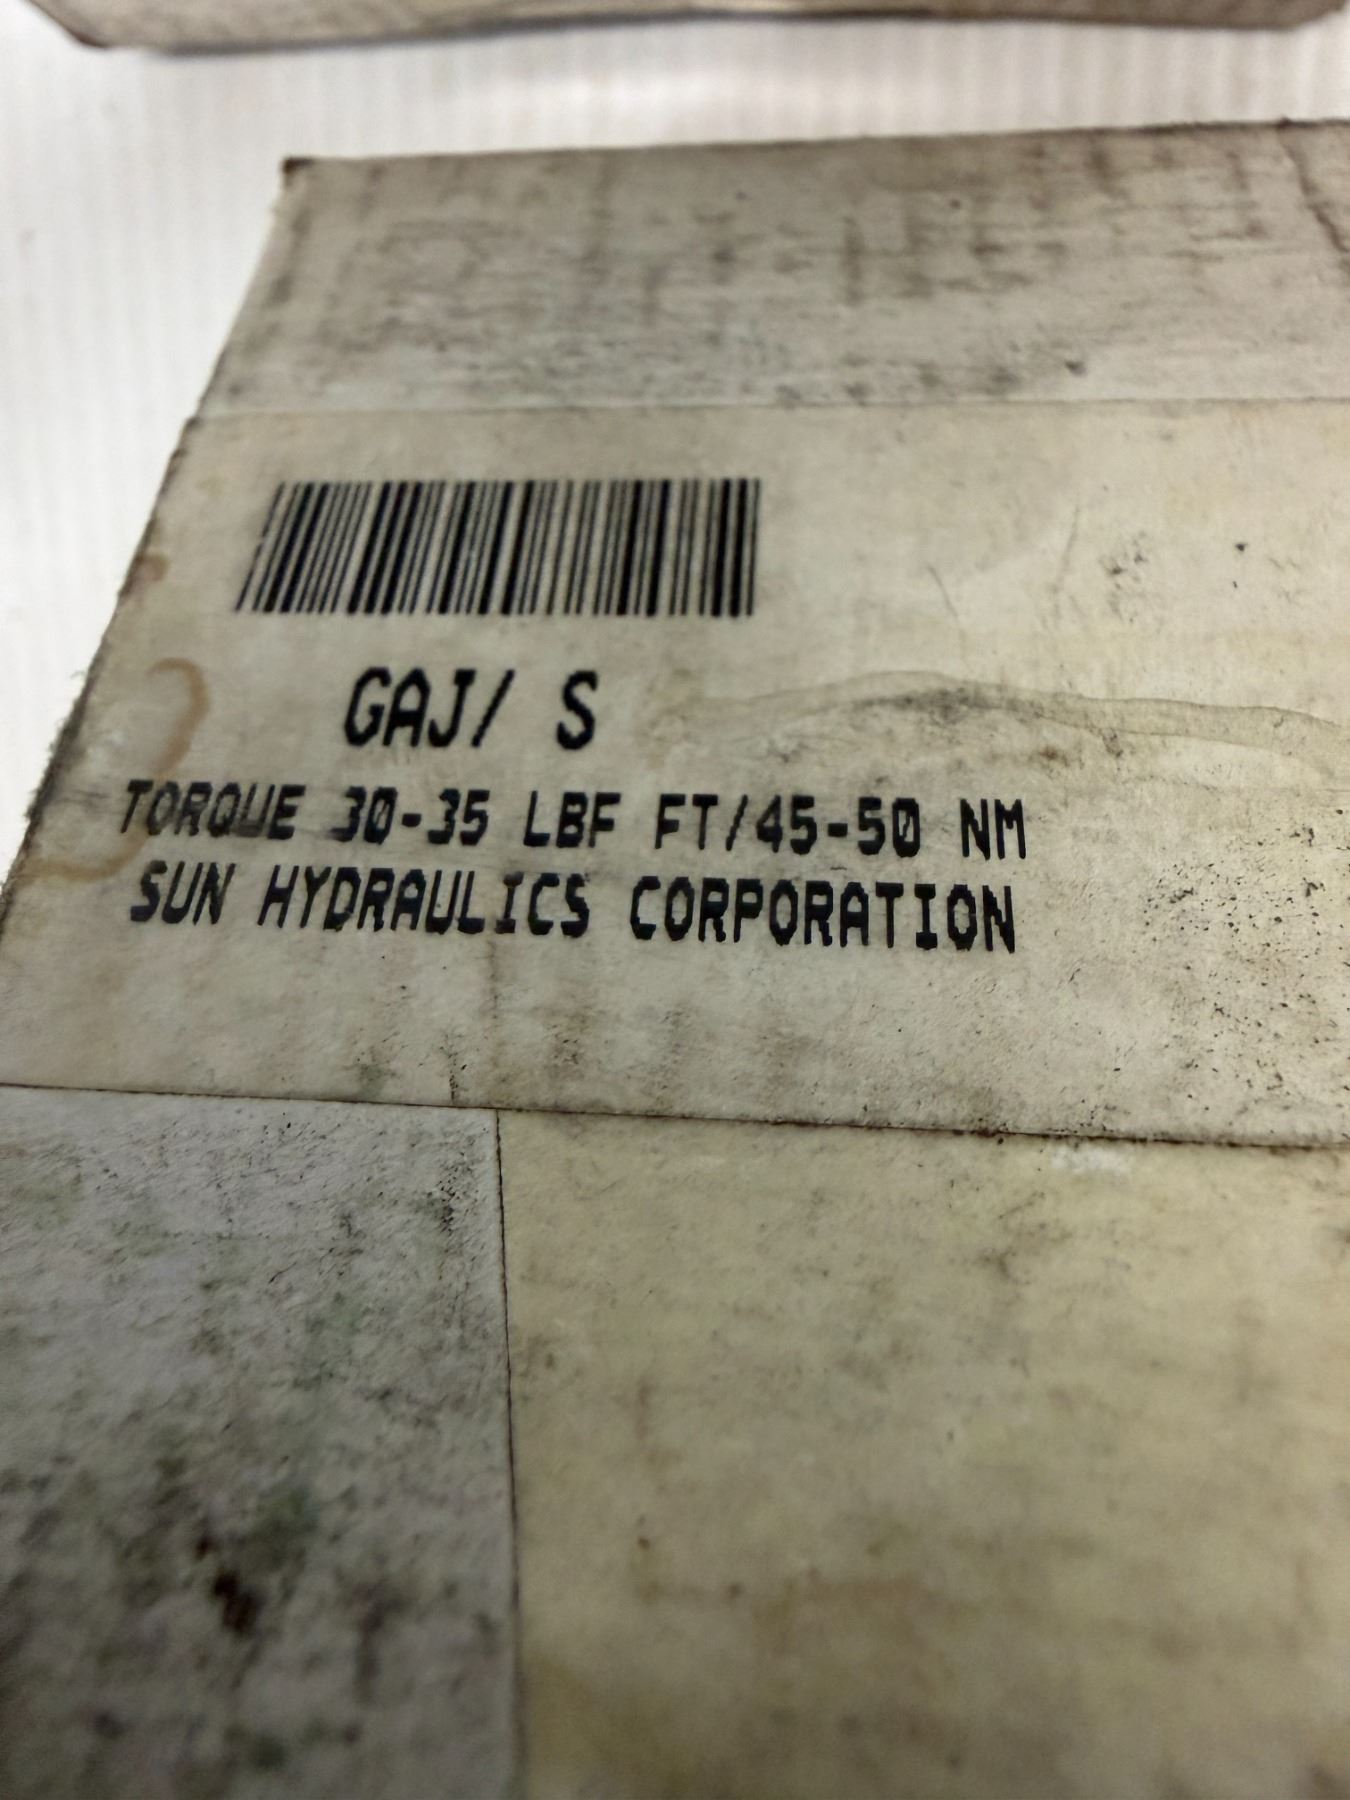 GAJ/ S
TORQUE 30-35 LBF FT/45-50 NM
SUN HYDRAULICS CORPORATION